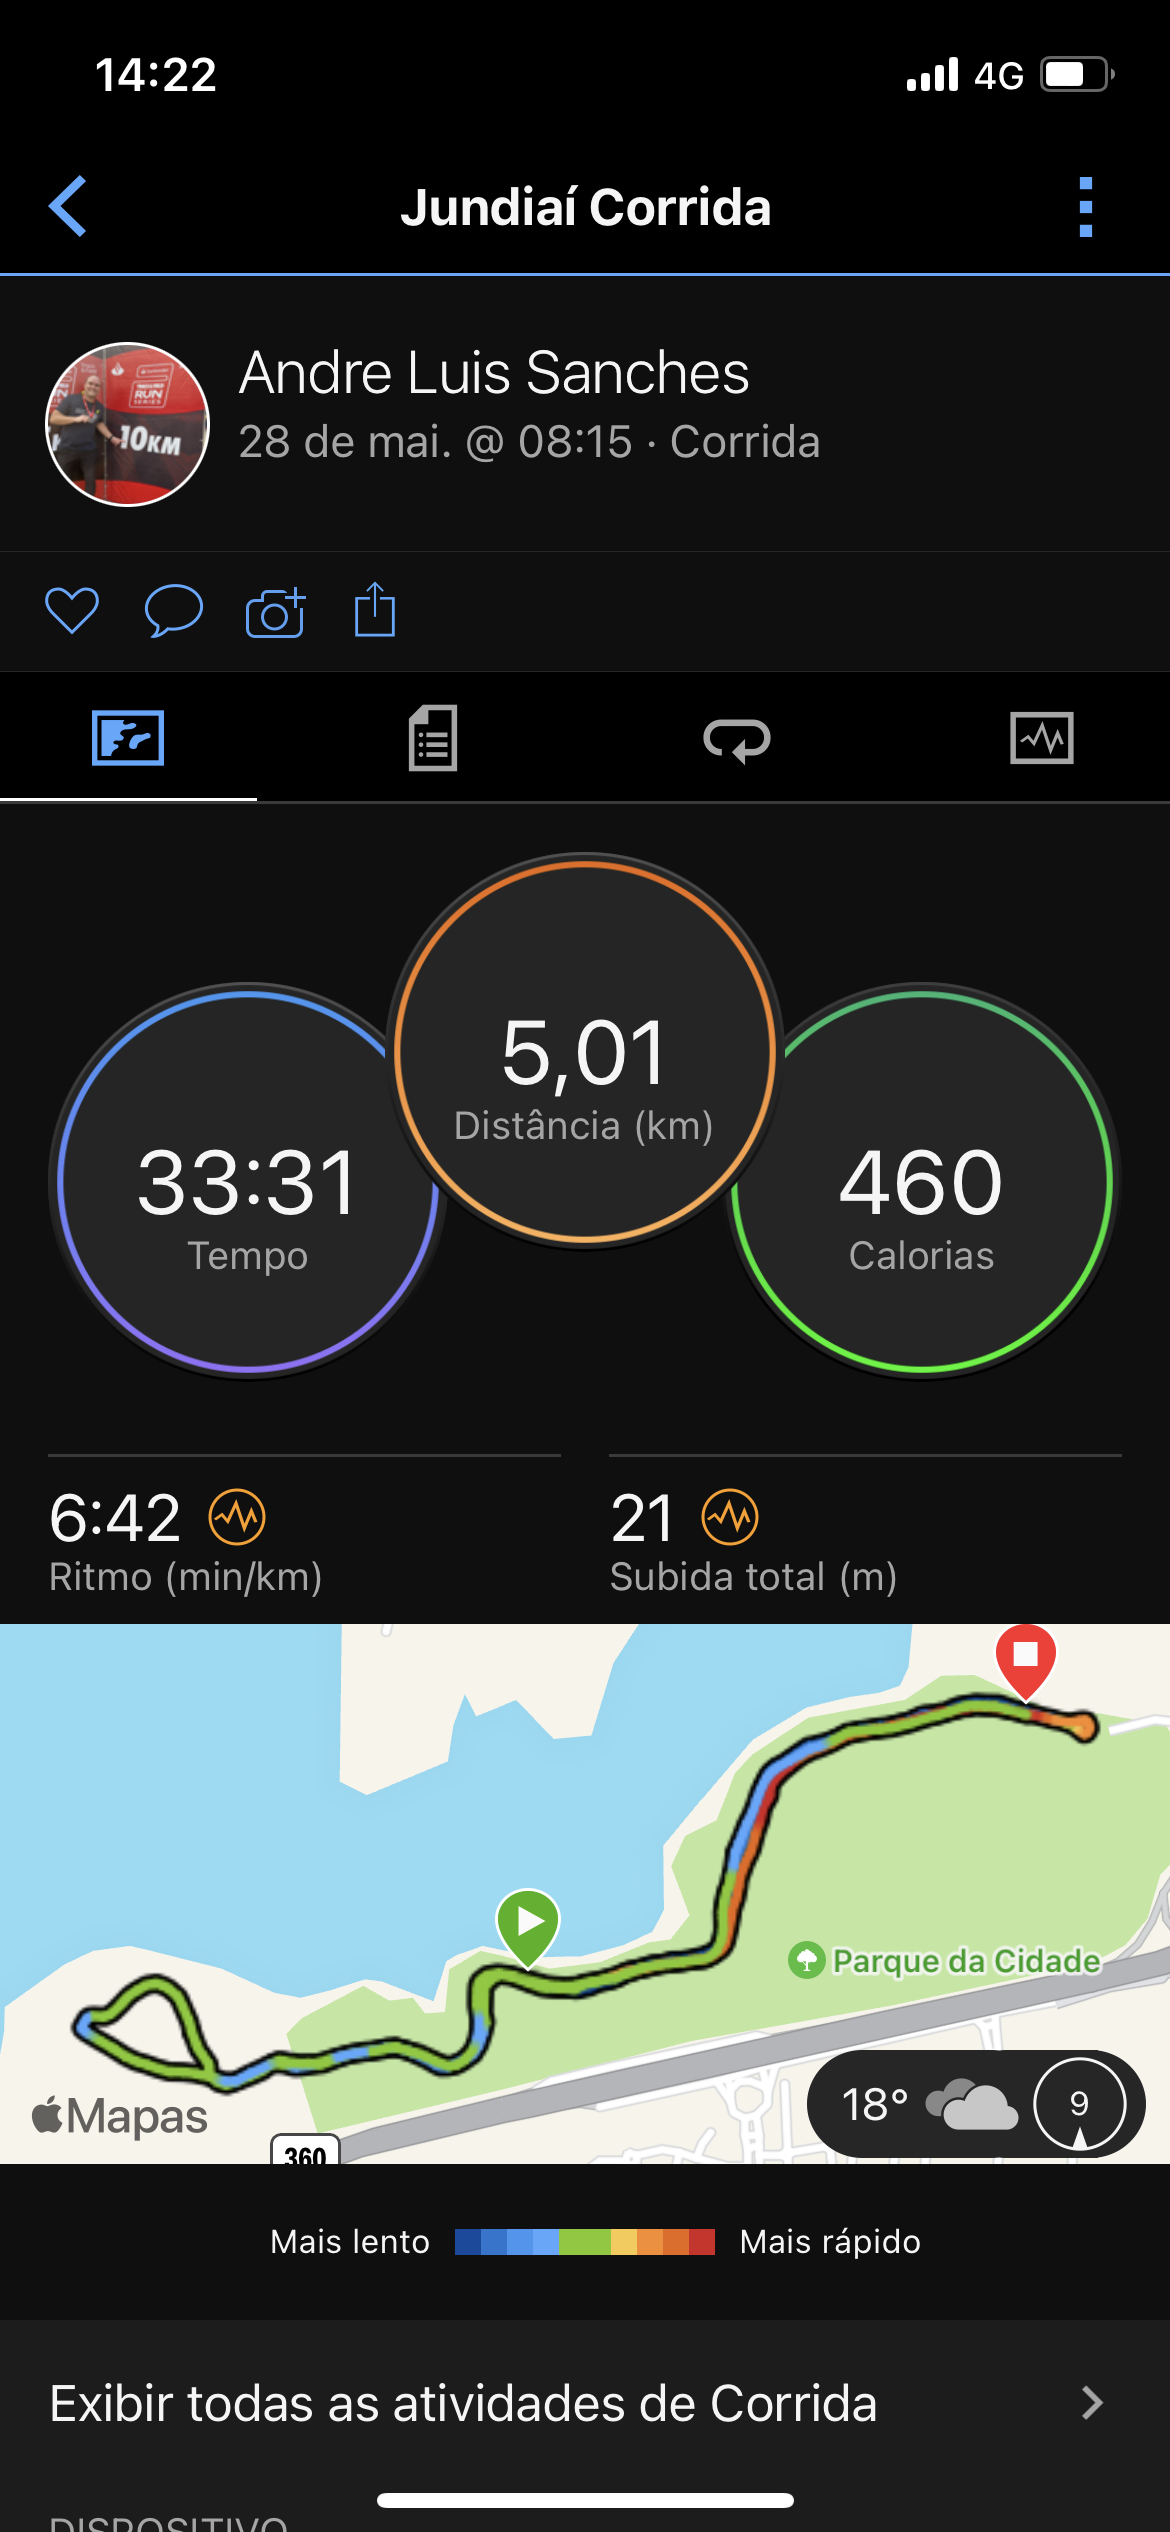 14:22
4G
Jundiaí Corrida
RUN
10KM
Andre Luis Sanches
28 de mai. @ 08:15 · Corrida
5,01
Distância (km)
33:31
Tempo
460
Calorias
6:42
Ritmo (min/km)
21
Subida total (m)
Parque da Cidade
Mapas
360
18°
9
Mais lento
Mais rápido
Exibir todas as atividades de Corrida
DISPOSITIVO